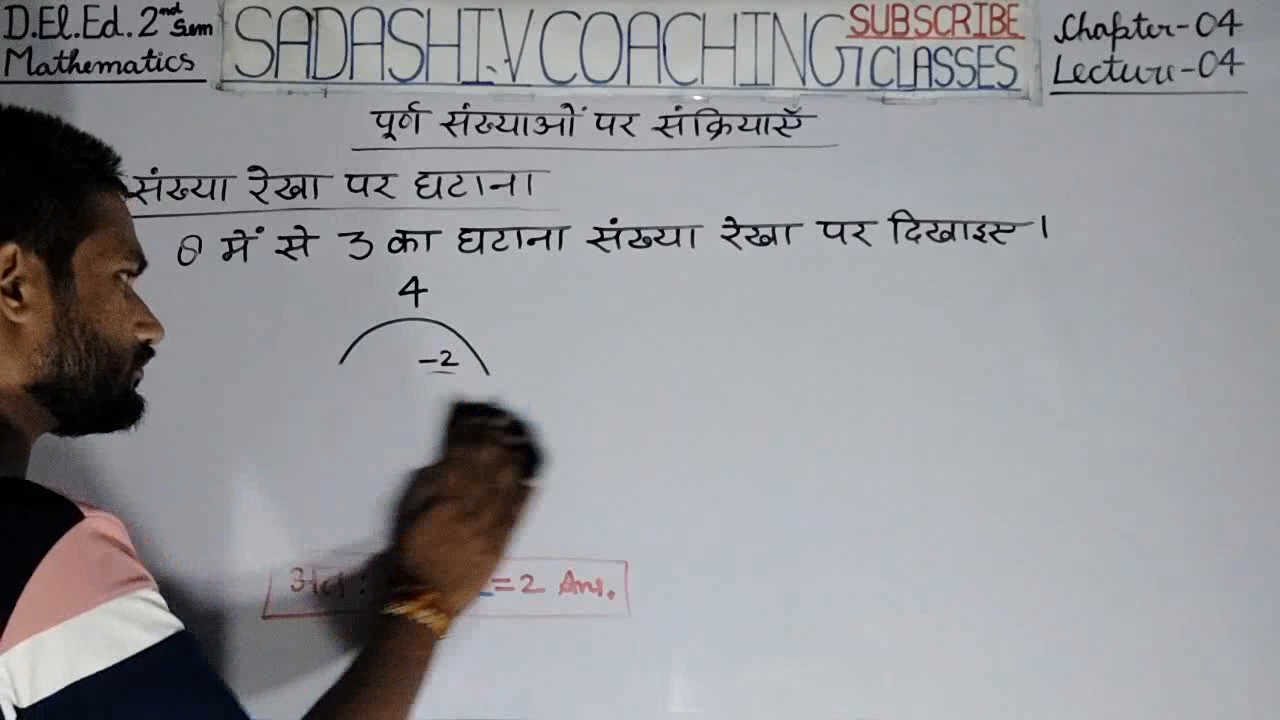 D.El.Ed. 2nd Sem
Mathematics
SADASHIV COACHING
SUBSCRIBE
CLASSES
Chapter-04
Lecture-04
पूर्ण संख्याओं पर संक्रियाएँ
संख्या रेखा पर घटाना
में से 3 का घटाना संख्या रेखा पर दिखाइए।
4
-2
अतः
=2 Ans.